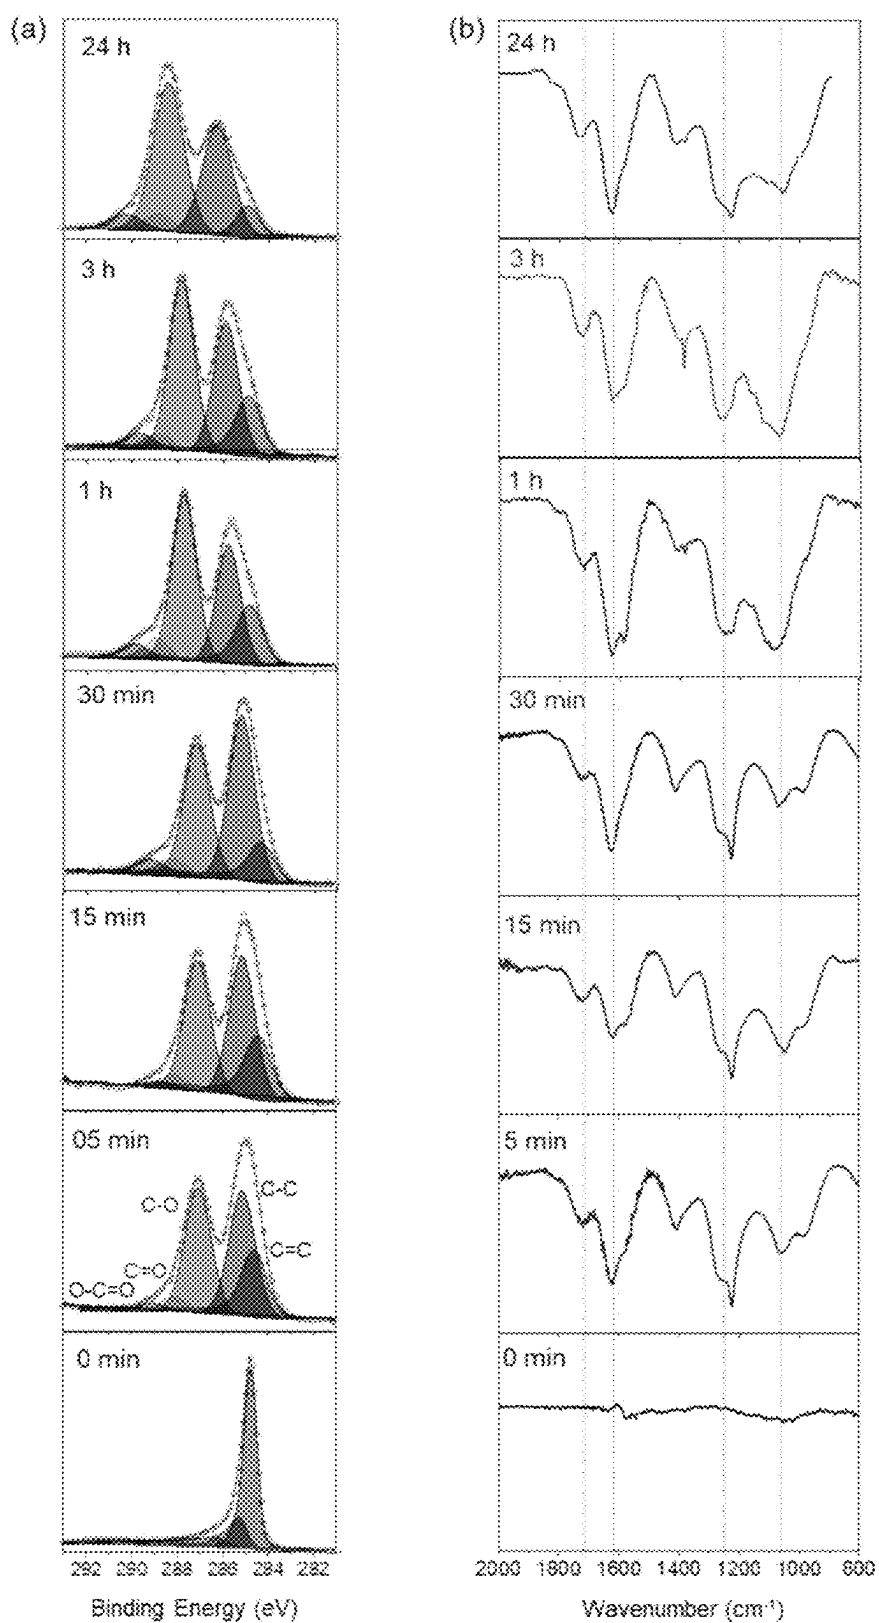 (a)
24 h
3 h
1 h
30 min
15 min
05 min
C-C
C-O
C=C
C=O
O-C=O
0 min
292 290 288 286 284 282
Binding Energy (eV)
(b)
24 h
3 h
1 h
30 min
15 min
5 min
0 min
2000 1800 1600 1400 1200 1000 800
Wavenumber (cm⁻¹)